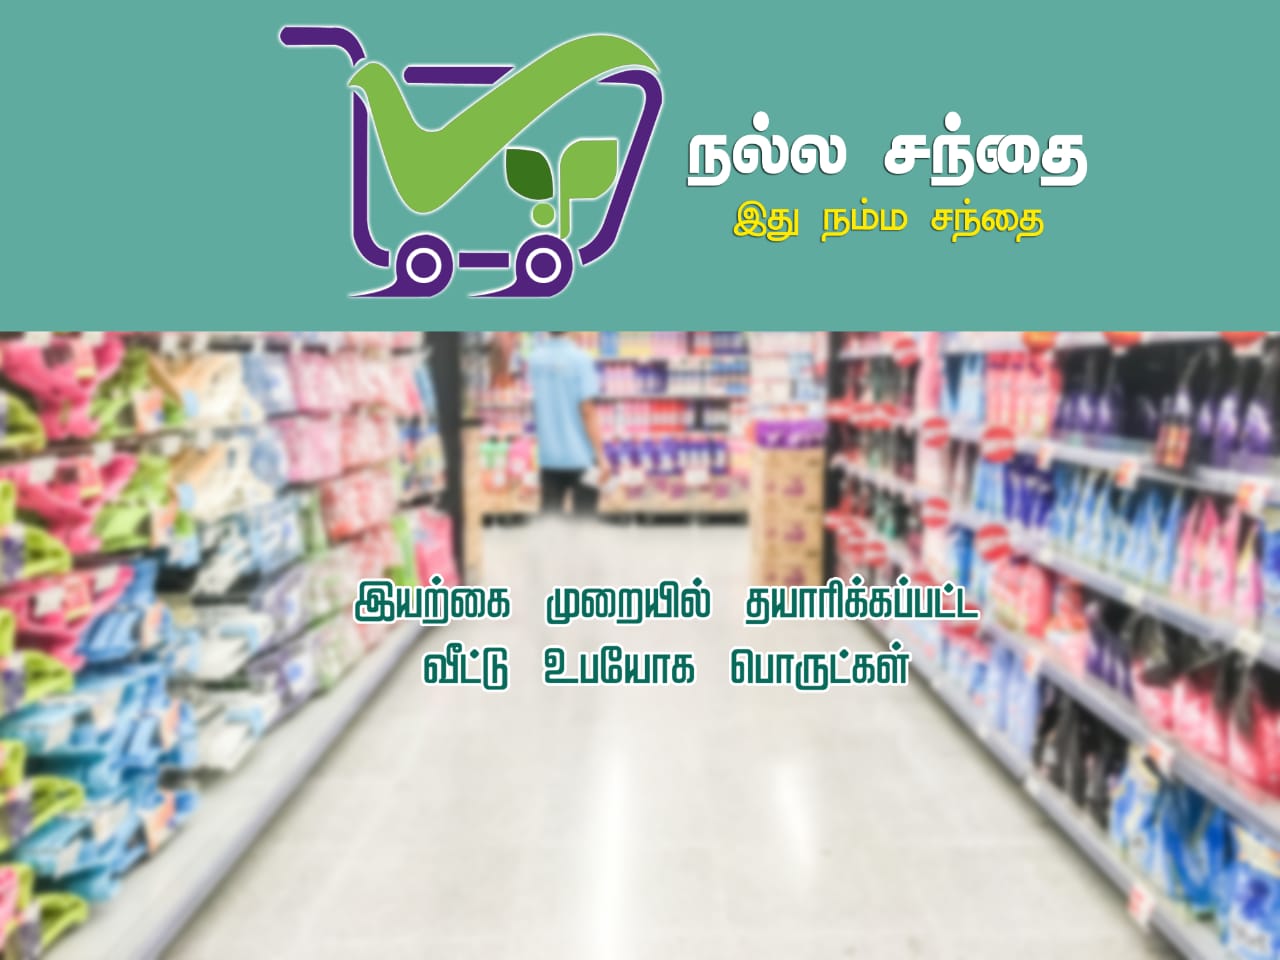 நல்ல சந்தை
இது நம்ம சந்தை
இயற்கை முறையில் தயாரிக்கப்பட்ட
வீட்டு உபயோக பொருட்கள்